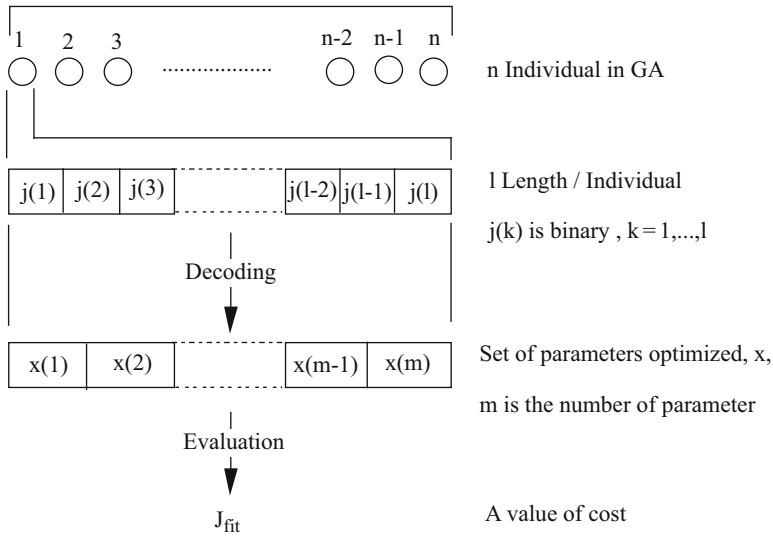 1 2 3 n-2 n-1 n
.................... n Individual in GA
j(1) j(2) j(3) j(l-2) j(l-1) j(l) l Length / Individual
j(k) is binary , k = 1,...,l
Decoding
x(1) x(2) x(m-1) x(m) Set of parameters optimized, x,
m is the number of parameter
Evaluation
Jfit A value of cost